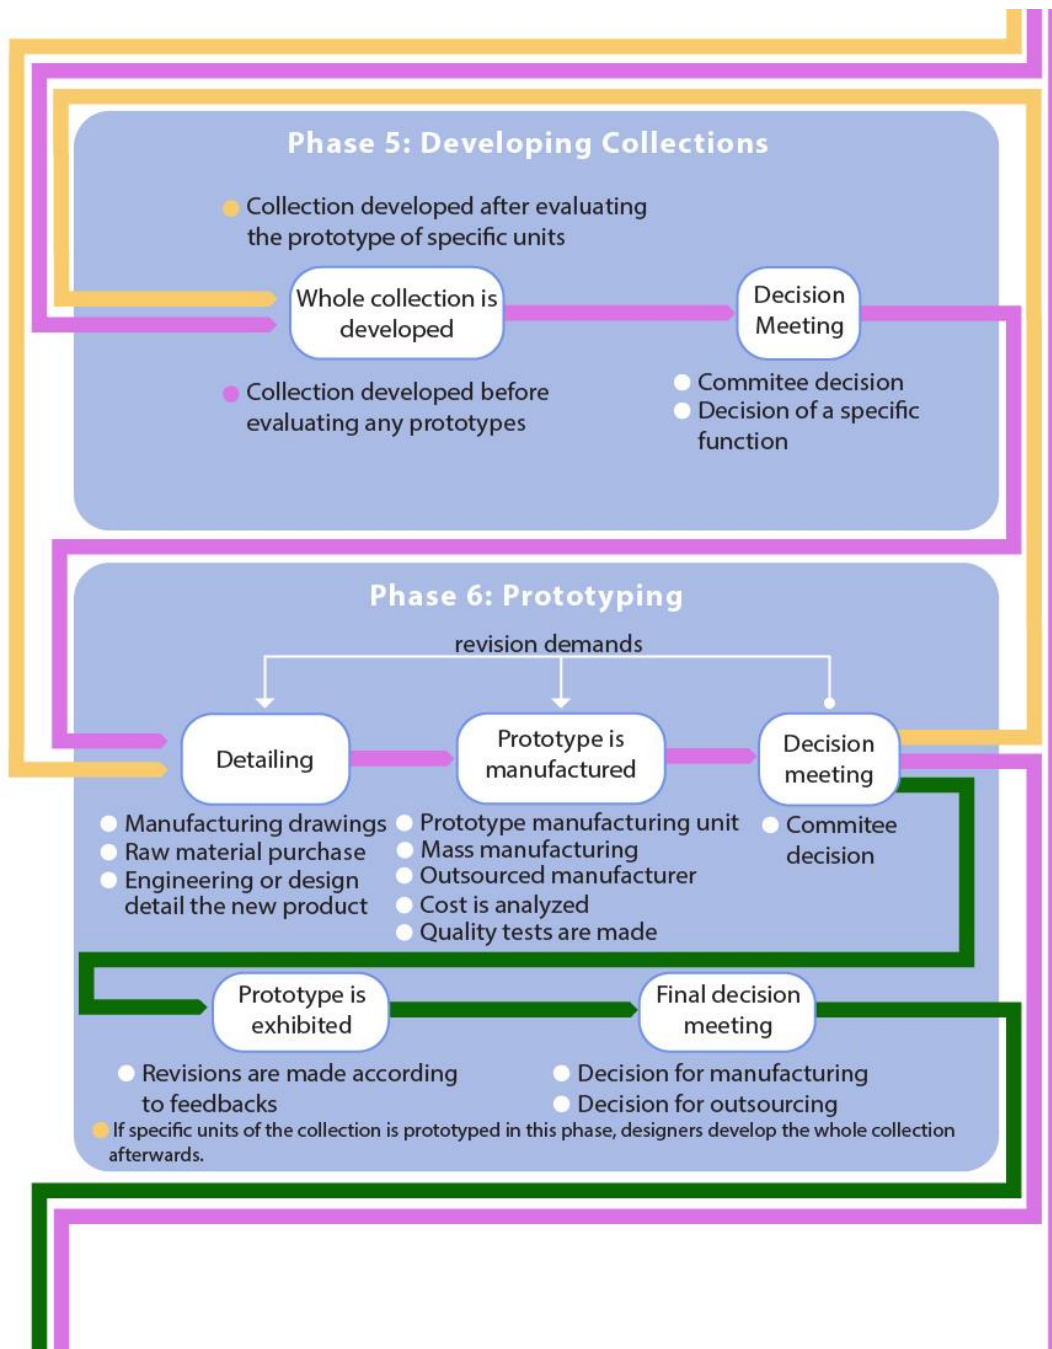 Phase 5: Developing Collections
Collection developed after evaluating
the prototype of specific units
Whole collection is
developed
Decision
Meeting
Collection developed before
evaluating any prototypes
Commitee decision
Decision of a specific
function
Phase 6: Prototyping
revision demands
Detailing
Prototype is
manufactured
Decision
meeting
Manufacturing drawings
Raw material purchase
Engineering or design
detail the new product
Prototype manufacturing unit
Mass manufacturing
Outsourced manufacturer
Cost is analyzed
Quality tests are made
Commitee
decision
Prototype is
exhibited
Final decision
meeting
Revisions are made according
to feedbacks
Decision for manufacturing
Decision for outsourcing
If specific units of the collection is prototyped in this phase, designers develop the whole collection
afterwards.